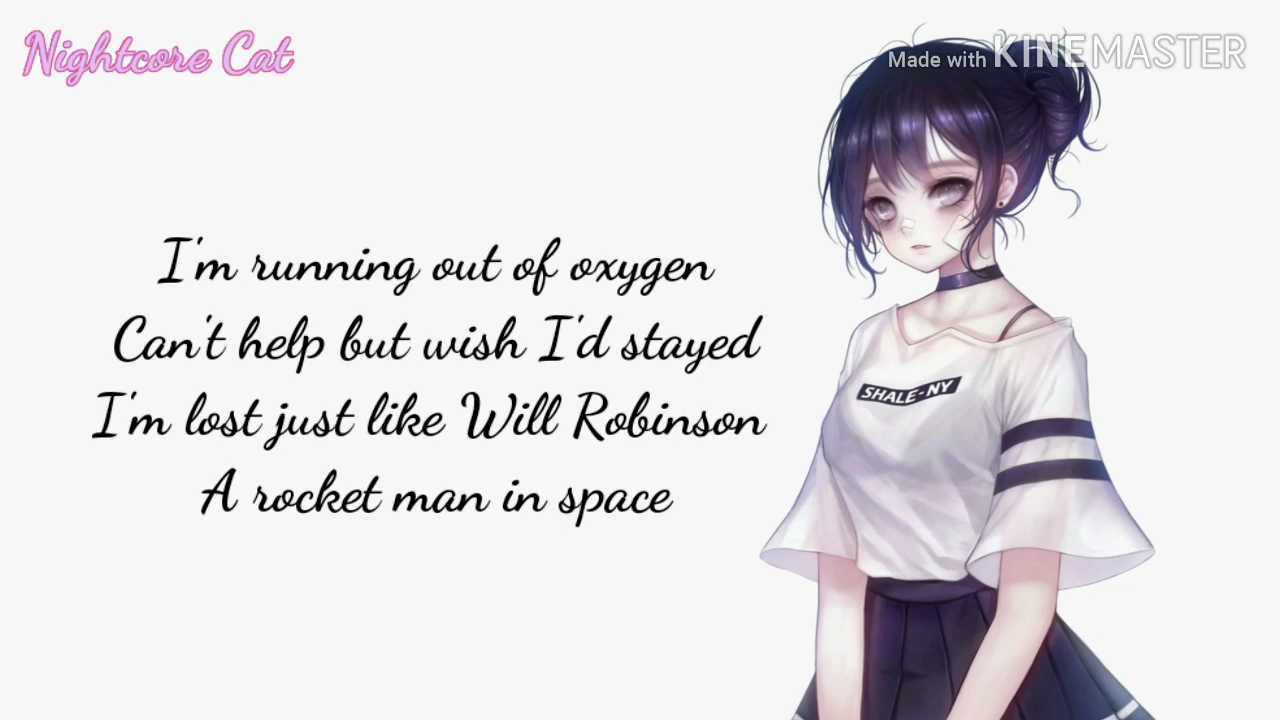 Nightcore Cat
Made with KINEMASTER
I'm running out of oxygen
Can't help but wish I'd stayed
I'm lost just like Will Robinson
A rocket man in space
SHALE-NY